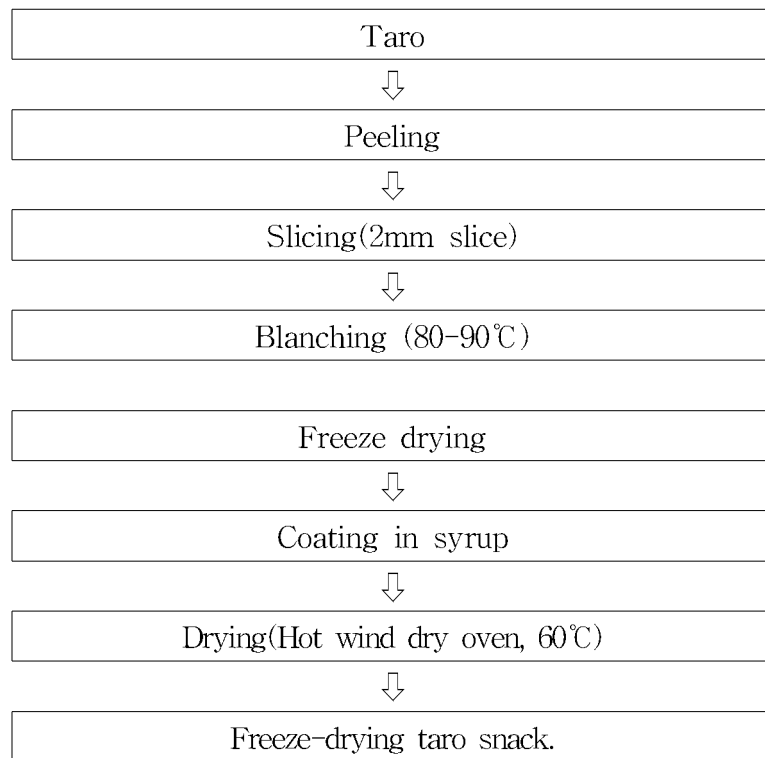 Taro
Peeling
Slicing(2mm slice)
Blanching (80-90℃)
Freeze drying
Coating in syrup
Drying(Hot wind dry oven, 60℃)
Freeze-drying taro snack.